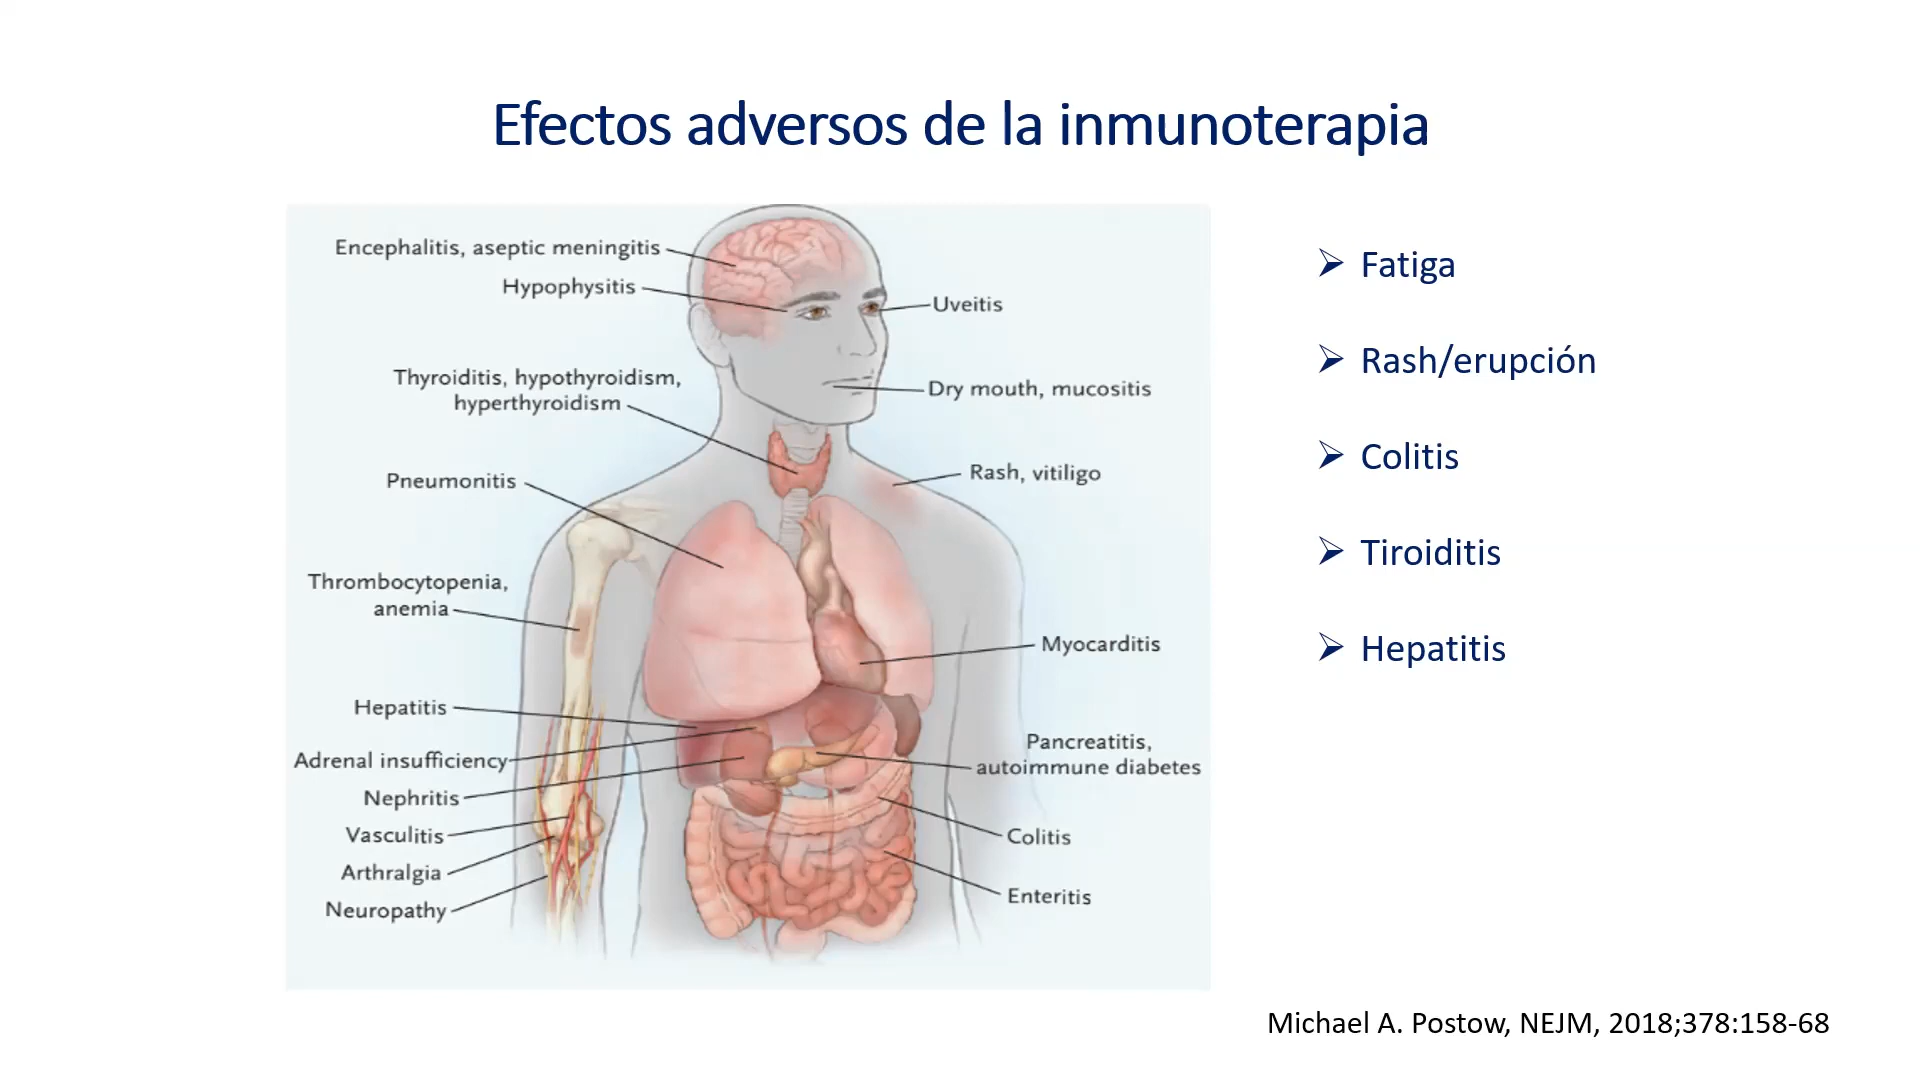 Efectos adversos de la inmunoterapia
Encephalitis, aseptic meningitis
Hypophysitis
Uveitis
Thyroiditis, hypothyroidism,
hyperthyroidism
Dry mouth, mucositis
Pneumonitis
Rash, vitiligo
Thrombocytopenia,
anemia
Myocarditis
Hepatitis
Adrenal insufficiency
Pancreatitis,
autoimmune diabetes
Nephritis
Vasculitis
Colitis
Arthralgia
Enteritis
Neuropathy
Fatiga
Rash/erupción
Colitis
Tiroiditis
Hepatitis
Michael A. Postow, NEJM, 2018;378:158-68